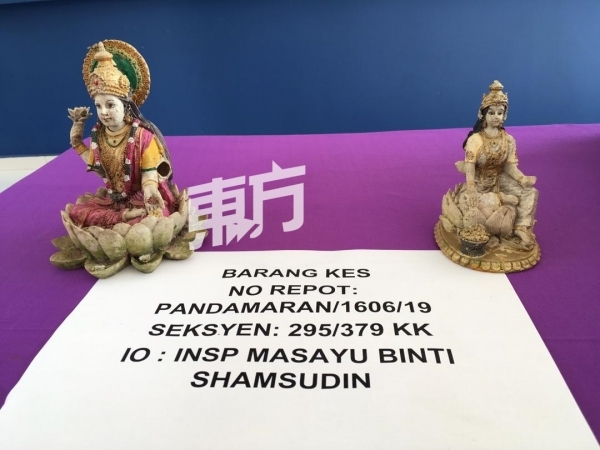 東方
BARANG KES
NO REPOT:
PANDAMARAN/1606/19
SEKSYEN: 295/379 KK
IO : INSP MASAYU BINTI
SHAMSUDIN